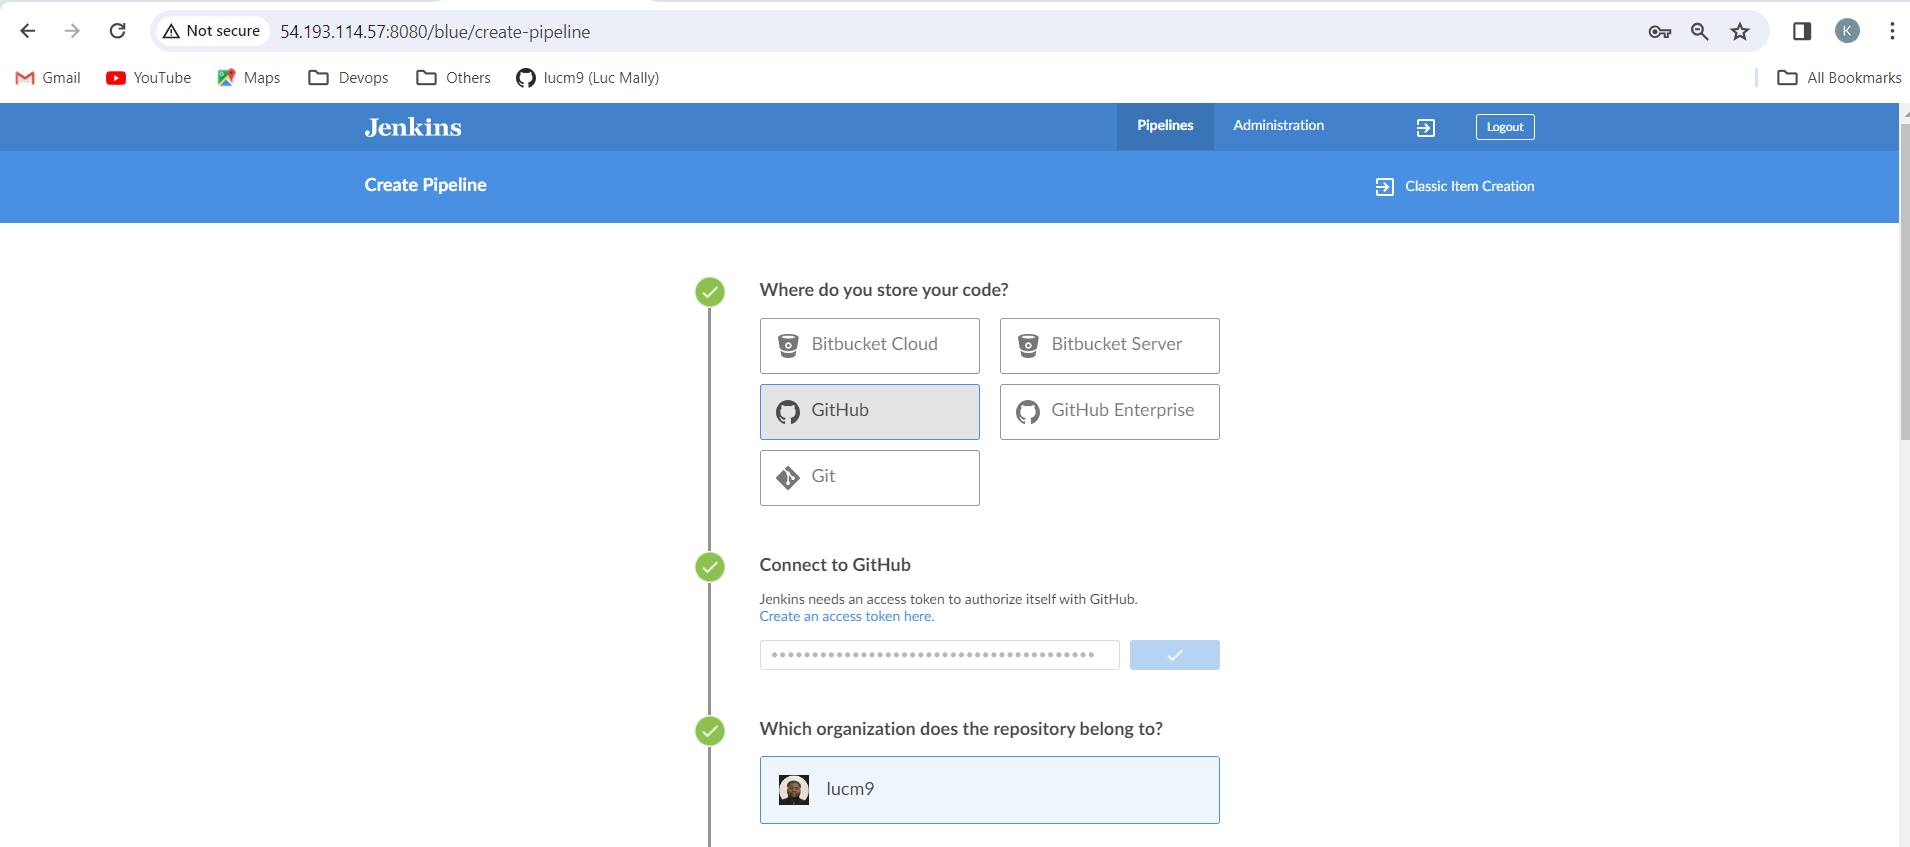 Not secure 54.193.114.57:8080/blue/create-pipeline K
Gmail YouTube Maps Devops Others lucm9 (Luc Mally) All Bookmarks
Jenkins Pipelines Administration Logout
Create Pipeline Classic Item Creation
Where do you store your code?
Bitbucket Cloud Bitbucket Server
GitHub GitHub Enterprise
Git
Connect to GitHub
Jenkins needs an access token to authorize itself with GitHub.
Create an access token here.
Which organization does the repository belong to?
lucm9